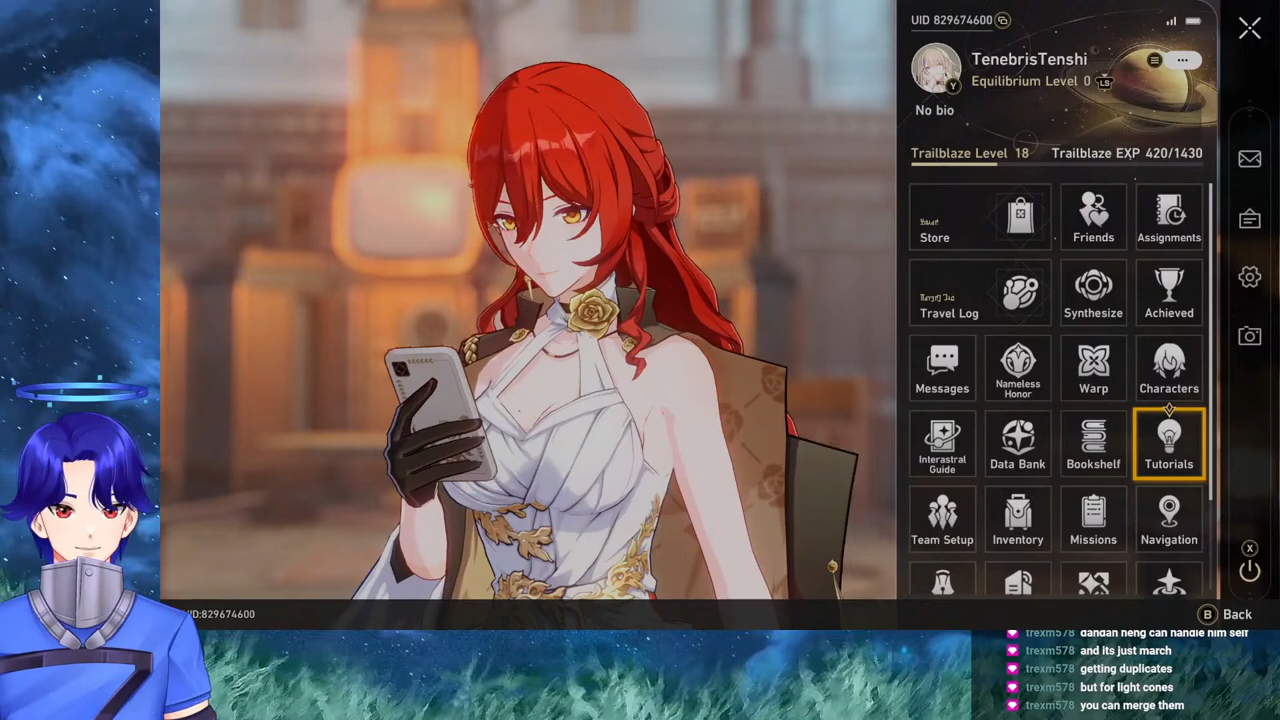 UID 829674600
TenebrisTenshi
Equilibrium Level 0
No bio
Trailblaze Level 18
Trailblaze EXP 420/1430
Store
Friends
Assignments
Travel Log
Synthesize
Achieved
Messages
Nameless
Honor
Warp
Characters
Interastral
Guide
Data Bank
Bookshelf
Tutorials
Team Setup
Inventory
Missions
Navigation
X
UID:829674600
B Back
trexm578 dandan heng can handle him self
trexm578 and its just march
trexm578 getting duplicates
trexm578 but for light cones
trexm578 you can merge them